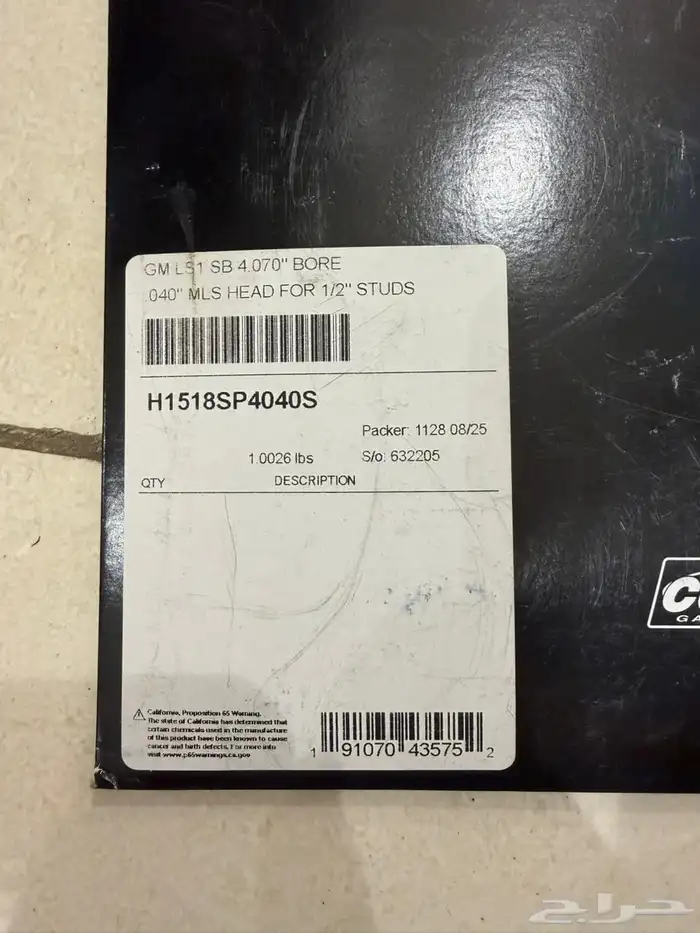 GM LS1 SB 4.070" BORE
.040" MLS HEAD FOR 1/2" STUDS
H1518SP4040S
Packer: 1128 08/25
1.0026 lbs
S/o: 632205
QTY
DESCRIPTION
California, Proposition 65 Warning.
The state of California has determined that
certain chemicals used in the manufacture
of this product have been known to cause
cancer and birth defects. For more info
visit www.p65warnings.ca.gov
1 91070 43575 2
C
GA
حراج